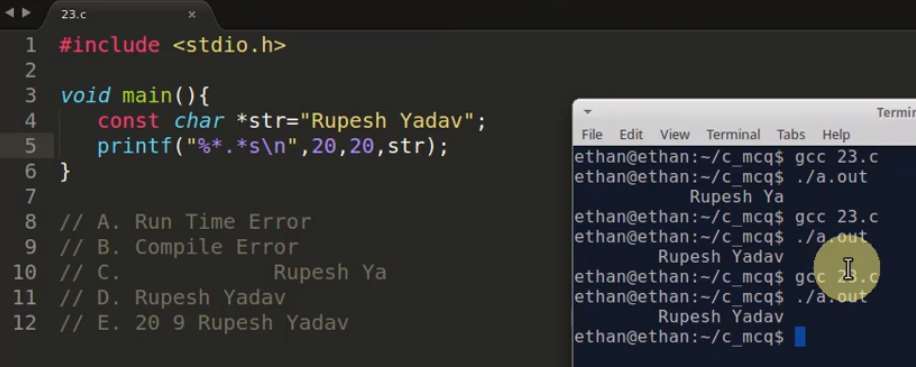 23.c ×
1 #include <stdio.h>
2
3 void main(){
4 const char *str="Rupesh Yadav";
5 printf("%*.*s\n",20,20,str);
6 }
7
8 // A. Run Time Error
9 // B. Compile Error
10 // C.            Rupesh Ya
11 // D. Rupesh Yadav
12 // E. 20 9 Rupesh Yadav
Termin
File Edit View Terminal Tabs Help
ethan@ethan:~/c_mcq$ gcc 23.c
ethan@ethan:~/c_mcq$ ./a.out
           Rupesh Ya
ethan@ethan:~/c_mcq$ gcc 23.c
ethan@ethan:~/c_mcq$ ./a.out
        Rupesh Yadav
ethan@ethan:~/c_mcq$ gcc 23.c
ethan@ethan:~/c_mcq$ ./a.out
        Rupesh Yadav
ethan@ethan:~/c_mcq$